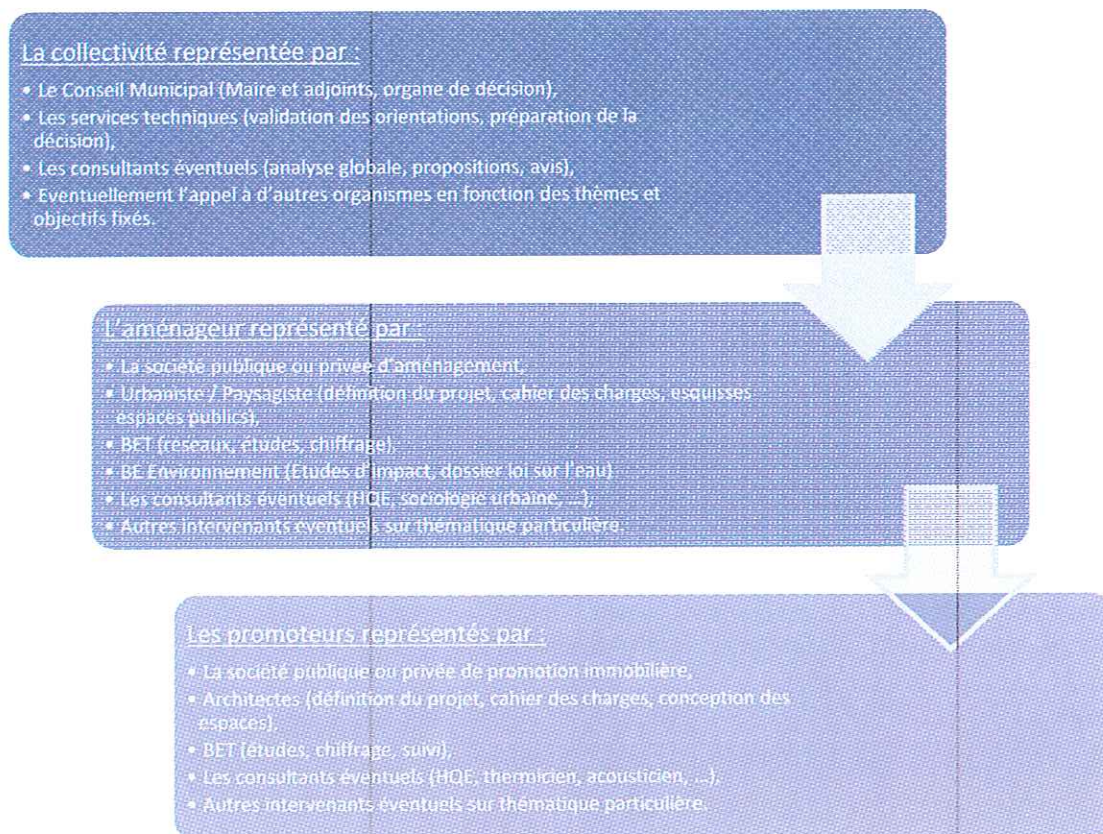 La collectivité représentée par :
• Le Conseil Municipal (Maire et adjoints, organe de décision),
• Les services techniques (validation des orientations, préparation de la
décision),
• Les consultants éventuels (analyse globale, propositions, avis),
• Eventuellement l'appel à d'autres organismes en fonction des thèmes et
objectifs fixés.
L'aménageur représenté par :
• La société publique ou privée d'aménagement,
• Urbaniste / Paysagiste (définition du projet, cahier des charges, esquisses
espaces publics),
• BET (reseaux, études, chiffrage),
• BE Environnement (Etudes d'impact, dossier loi sur l'eau)
• Les consultants éventuels (HQE, sociologie urbaine, ...),
• Autres intervenants éventuels sur thématique particulière.
Les promoteurs représentés par :
• La société publique ou privée de promotion immobilière,
• Architectes (définition du projet, cahier des charges, conception des
espaces),
• BET (études, chiffrage, suivi),
• Les consultants éventuels (HQE, thermicien, acousticien, ...),
• Autres intervenants éventuels sur thématique particulière.